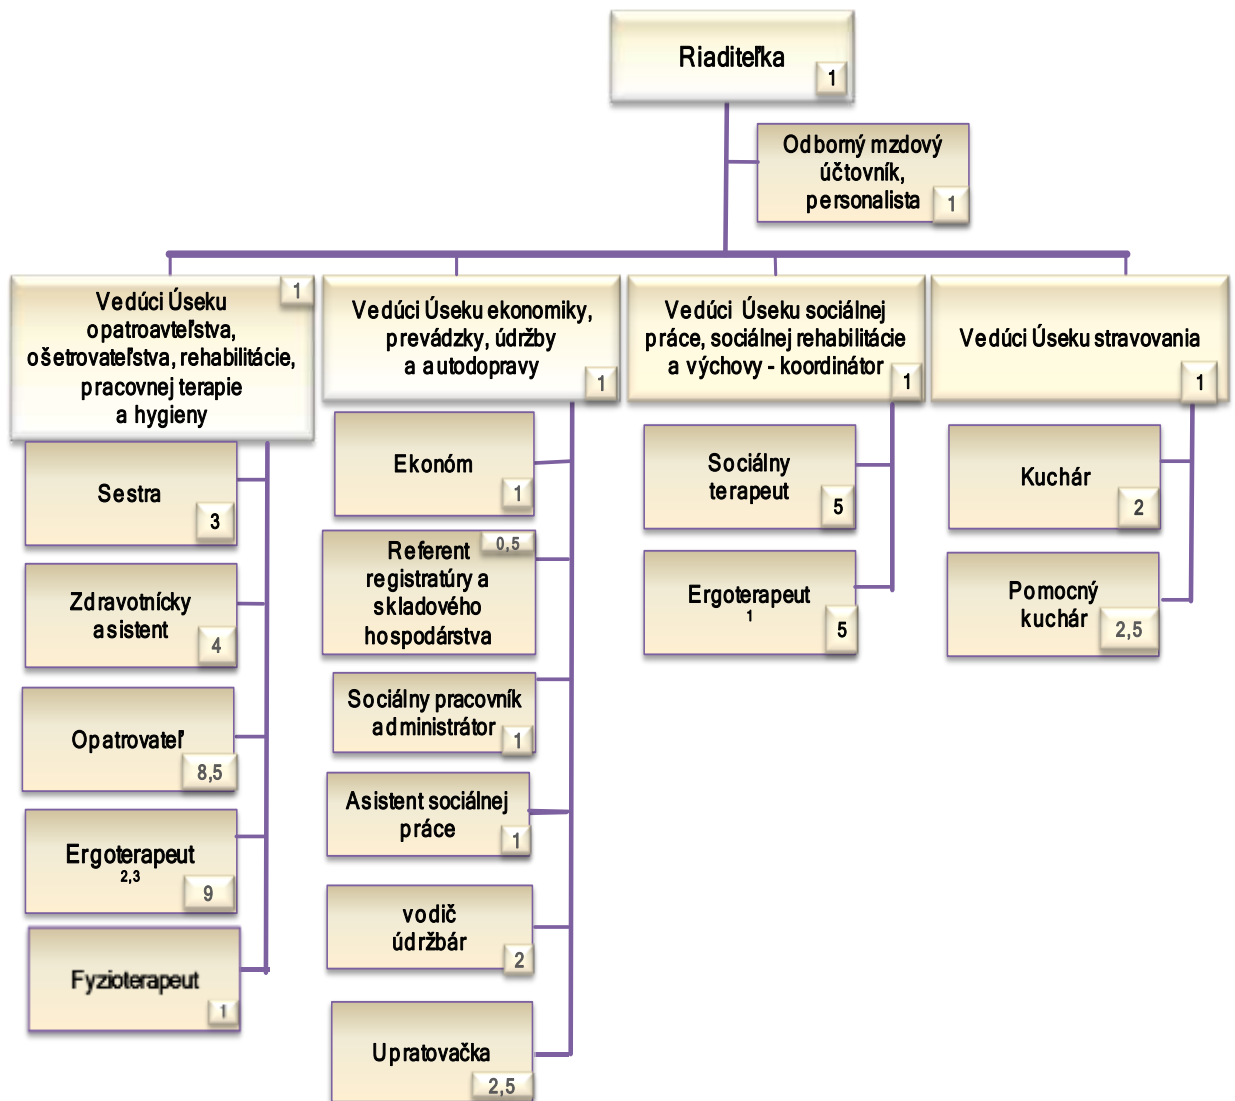 Riaditeľka
1
Odborný mzdový
účtovník,
personalista
1
Vedúci Úseku
opatroavteľstva,
ošetrovateľstva, rehabilitácie,
pracovnej terapie
a hygieny
1
Sestra
3
Zdravotnícky
asistent
4
Opatrovateľ
8,5
Ergoterapeut
2,3
9
Fyzioterapeut
1
Vedúci Úseku ekonomiky,
prevádzky, údržby
a autodopravy
1
Ekonóm
1
Referent
registratúry a
skladového
hospodárstva
0,5
Sociálny pracovník
administrátor
1
Asistent sociálnej
práce
1
vodič
údržbár
2
Upratovačka
2,5
Vedúci Úseku sociálnej
práce, sociálnej rehabilitácie
a výchovy - koordinátor
1
Sociálny
terapeut
5
Ergoterapeut
1
5
Vedúci Úseku stravovania
1
Kuchár
2
Pomocný
kuchár
2,5